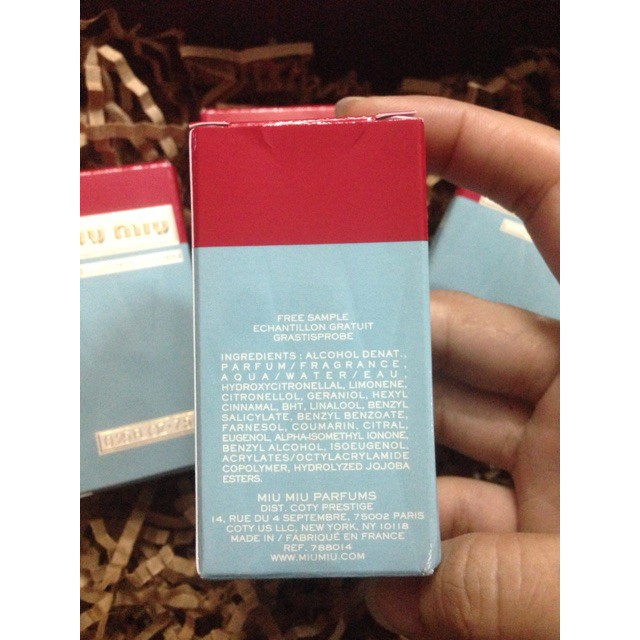 MIU
FREE SAMPLE
ECHANTILLON GRATUIT
GRASTISPROBE
INGREDIENTS : ALCOHOL DENAT.,
PARFUM/FRAGRANCE,
AQUA/WATER/EAU,
HYDROXYCITRONELLAL, LIMONENE,
CITRONELLOL, GERANIOL, HEXYL
CINNAMAL, BHT, LINALOOL, BENZYL
SALICYLATE, BENZYL BENZOATE,
FARNESOL, COUMARIN, CITRAL,
EUGENOL, ALPHA-ISOMETHYL IONONE,
BENZYL ALCOHOL, ISOEUGENOL,
ACRYLATES/OCTYLACRYLAMIDE
COPOLYMER, HYDROLYZED JOJOBA
ESTERS.
MIU MIU PARFUMS
DIST. COTY PRESTIGE
14, RUE DU 4 SEPTEMBRE, 75002 PARIS
COTY US LLC, NEW YORK, NY 10118
MADE IN / FABRIQUÉ EN FRANCE
REF. 788014
WWW.MIUMIU.COM